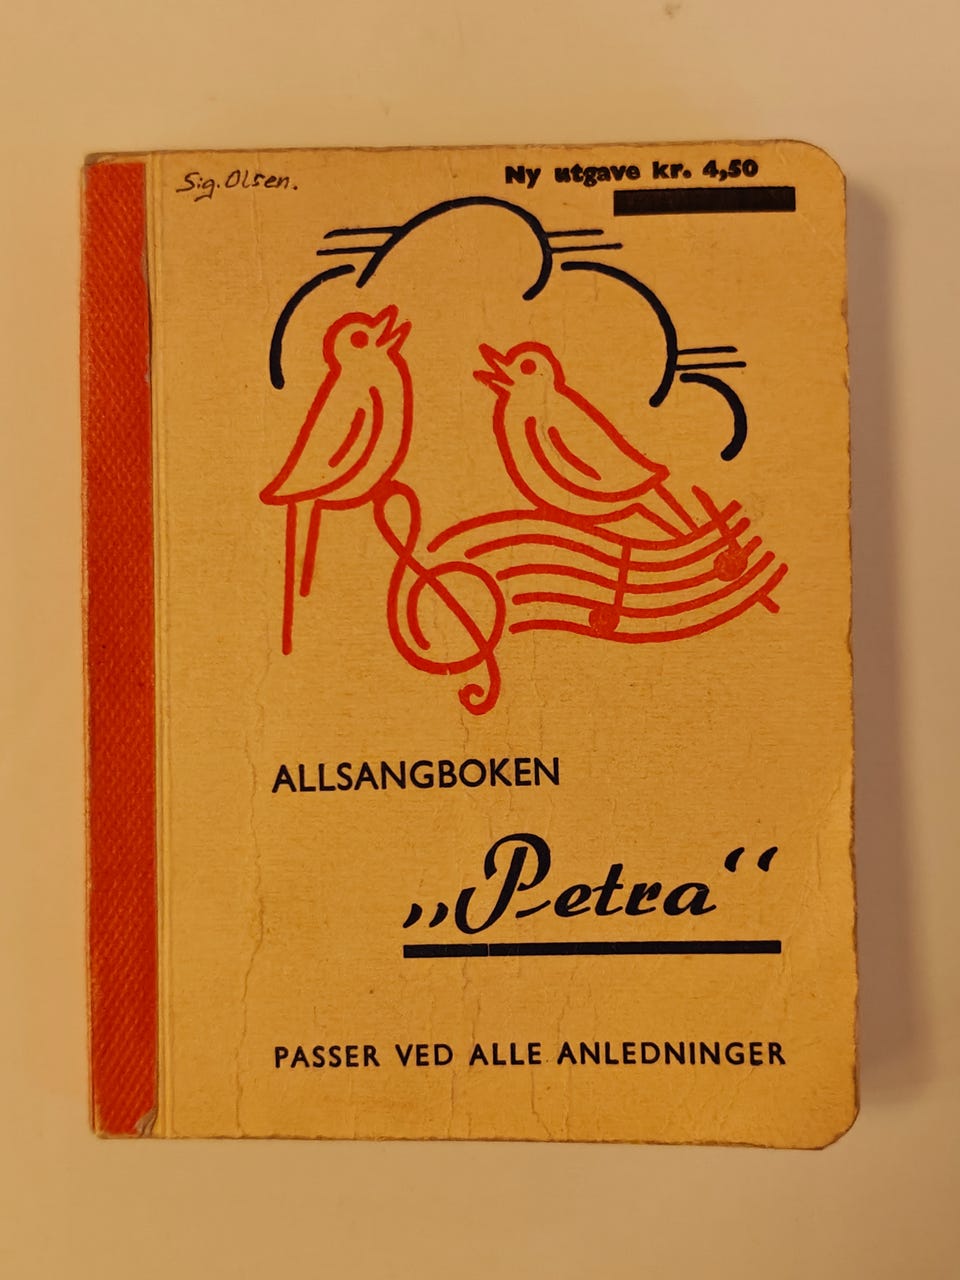 Sig. Olsen.
Ny utgave kr. 4,50
ALLSANGBOKEN
„Petra“
PASSER VED ALLE ANLEDNINGER